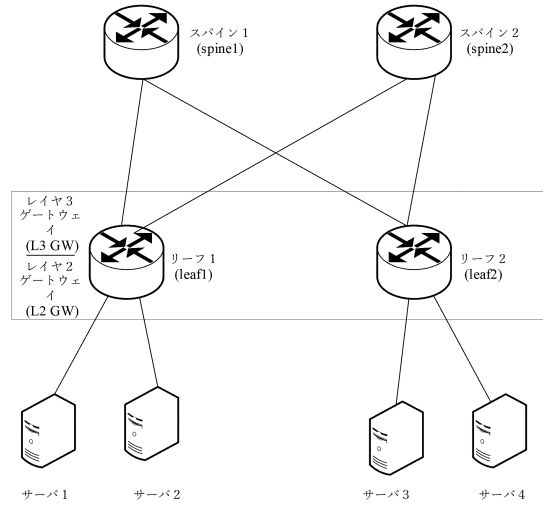 スパイン１
(spine1)
スパイン２
(spine2)
レイヤ３
ゲートウェ
イ
(L3 GW)
レイヤ２
ゲートウェ
イ
(L2 GW)
リーフ１
(leaf1)
リーフ２
(leaf2)
サーバ１
サーバ２
サーバ３
サーバ４